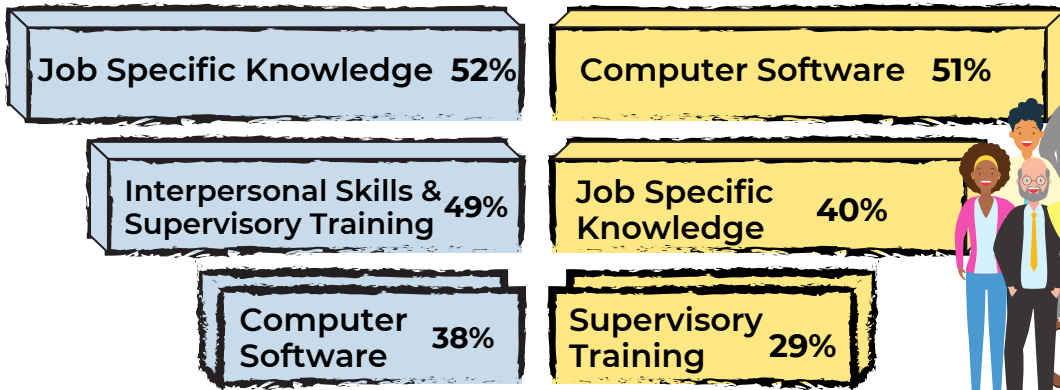 Job Specific Knowledge 52%
Computer Software 51%
Interpersonal Skills &
Supervisory Training 49%
Job Specific
Knowledge 40%
Computer
Software 38%
Supervisory
Training 29%